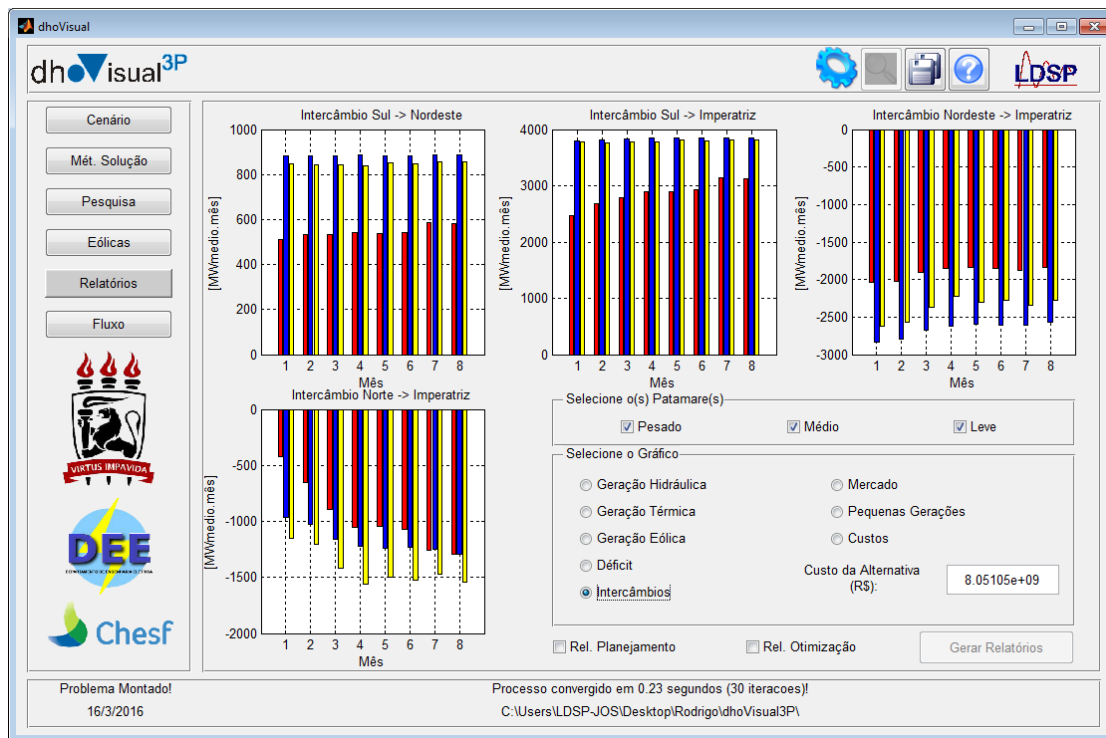 dhoVisual
dhoVisual3P
LDSP
Cenário
Mét. Solução
Pesquisa
Eólicas
Relatórios
Fluxo
VIRTUS IMPAVIDA
DEE
Chesf
Intercâmbio Sul -> Nordeste
1000
800
600
400
200
0
[MWmedio.mês]
1 2 3 4 5 6 7 8
Mês
Intercâmbio Sul -> Imperatriz
4000
3000
2000
1000
0
[MWmedio.mês]
1 2 3 4 5 6 7 8
Mês
Intercâmbio Nordeste -> Imperatriz
0
-500
-1000
-1500
-2000
-2500
-3000
[MWmedio.mês]
1 2 3 4 5 6 7 8
Mês
Intercâmbio Norte -> Imperatriz
0
-500
-1000
-1500
-2000
[MWmedio.mês]
1 2 3 4 5 6 7 8
Mês
Selecione o(s) Patamare(s)
Pesado Médio Leve
Selecione o Gráfico
Geração Hidráulica
Geração Térmica
Geração Eólica
Déficit
Intercâmbios
Mercado
Pequenas Gerações
Custos
Custo da Alternativa
(R$):
8.05105e+09
Rel. Planejamento Rel. Otimização Gerar Relatórios
Problema Montado!
16/3/2016
Processo convergido em 0.23 segundos (30 iteracoes)!
C:\Users\LDSP-JOS\Desktop\Rodrigo\dhoVisual3P\